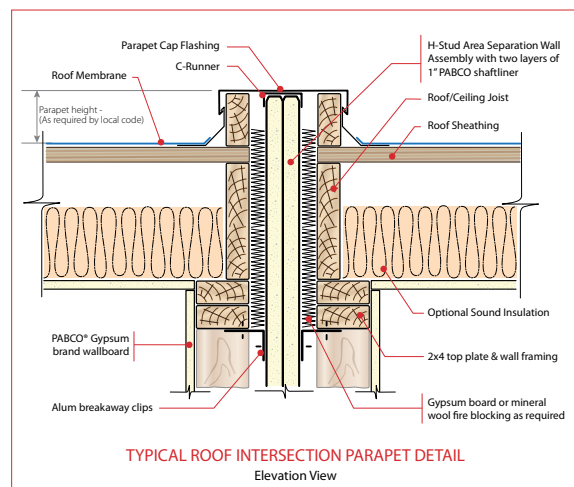 Parapet Cap Flashing
C-Runner
Roof Membrane
Parapet height -
(As required by local code)
H-Stud Area Separation Wall
Assembly with two layers of
1" PABCO shaftliner
Roof/Ceiling Joist
Roof Sheathing
Optional Sound Insulation
PABCO® Gypsum
brand wallboard
2x4 top plate & wall framing
Alum breakaway clips
Gypsum board or mineral
wool fire blocking as required
TYPICAL ROOF INTERSECTION PARAPET DETAIL
Elevation View